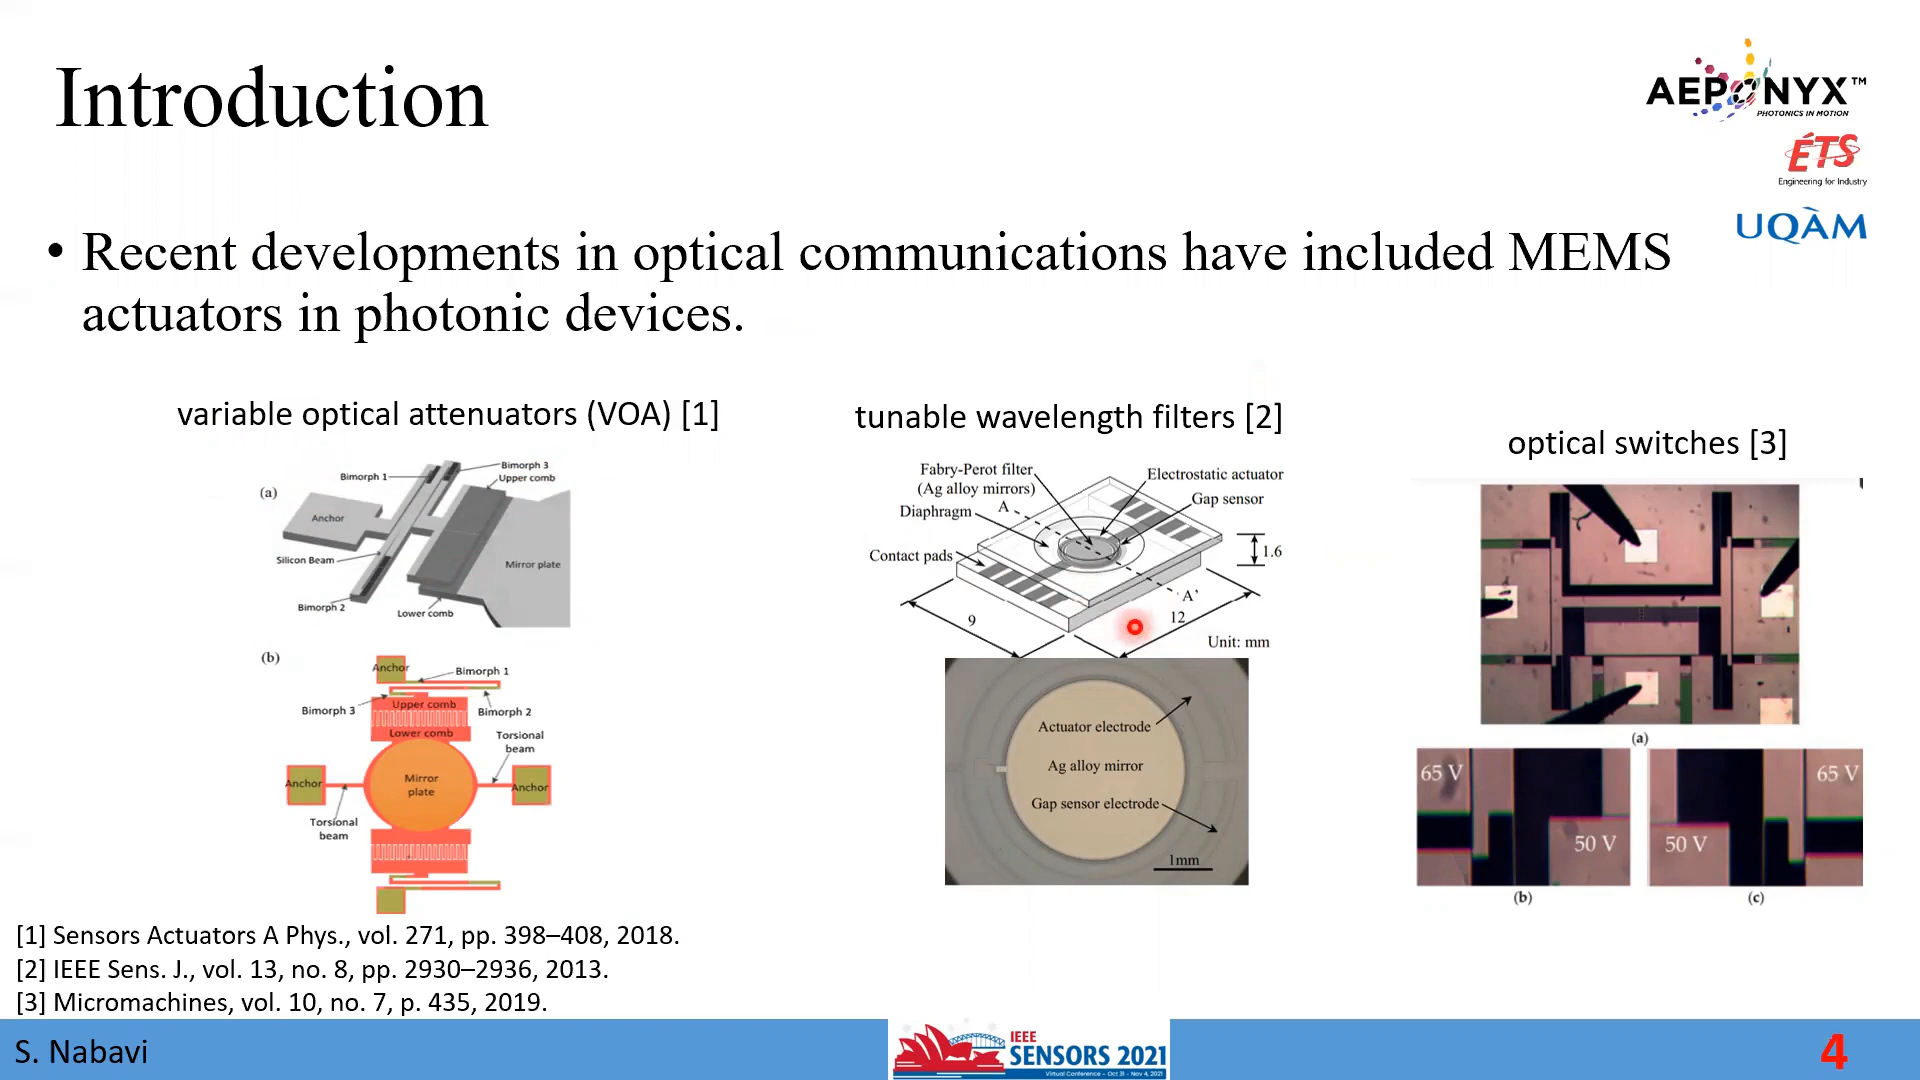 Introduction
AEPONYX™
PHOTONICS IN MOTION
ÉTS
Engineering for Industry
UQÀM
• Recent developments in optical communications have included MEMS
actuators in photonic devices.
variable optical attenuators (VOA) [1]
(a)
Bimorph 1
Bimorph 3
Upper comb
Anchor
Silicon Beam
Mirror plate
Bimorph 2
Lower comb
(b)
Anchor
Bimorph 1
Bimorph 3
Upper comb
Bimorph 2
Lower comb
Torsional
beam
Anchor
Mirror
plate
Anchor
Torsional
beam
tunable wavelength filters [2]
Fabry-Perot filter
(Ag alloy mirrors)
Electrostatic actuator
Gap sensor
Diaphragm
A
Contact pads
1.6
A'
9
12
Unit: mm
Actuator electrode
Ag alloy mirror
Gap sensor electrode
1mm
optical switches [3]
(a)
65 V
50 V
65 V
50 V
(b)
(c)
[1] Sensors Actuators A Phys., vol. 271, pp. 398–408, 2018.
[2] IEEE Sens. J., vol. 13, no. 8, pp. 2930–2936, 2013.
[3] Micromachines, vol. 10, no. 7, p. 435, 2019.
S. Nabavi
IEEE
SENSORS 2021
Virtual Conference - Oct 31 - Nov 4, 2021
4